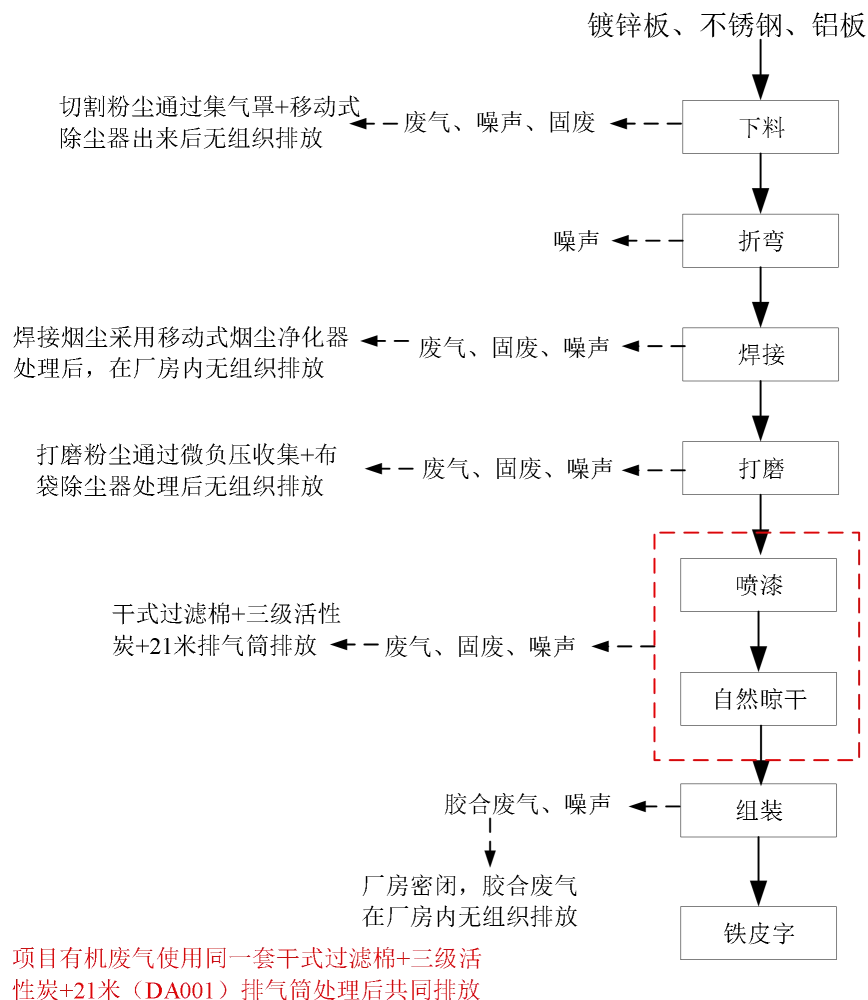 镀锌板、不锈钢、铝板
切割粉尘通过集气罩+移动式
除尘器出来后无组织排放
废气、噪声、固废
下料
噪声
折弯
焊接烟尘采用移动式烟尘净化器
处理后，在厂房内无组织排放
废气、固废、噪声
焊接
打磨粉尘通过微负压收集+布
袋除尘器处理后无组织排放
废气、固废、噪声
打磨
喷漆
干式过滤棉+三级活性
炭+21米排气筒排放
废气、固废、噪声
自然晾干
胶合废气、噪声
组装
厂房密闭，胶合废气
在厂房内无组织排放
铁皮字
项目有机废气使用同一套干式过滤棉+三级活
性炭+21米（DA001）排气筒处理后共同排放